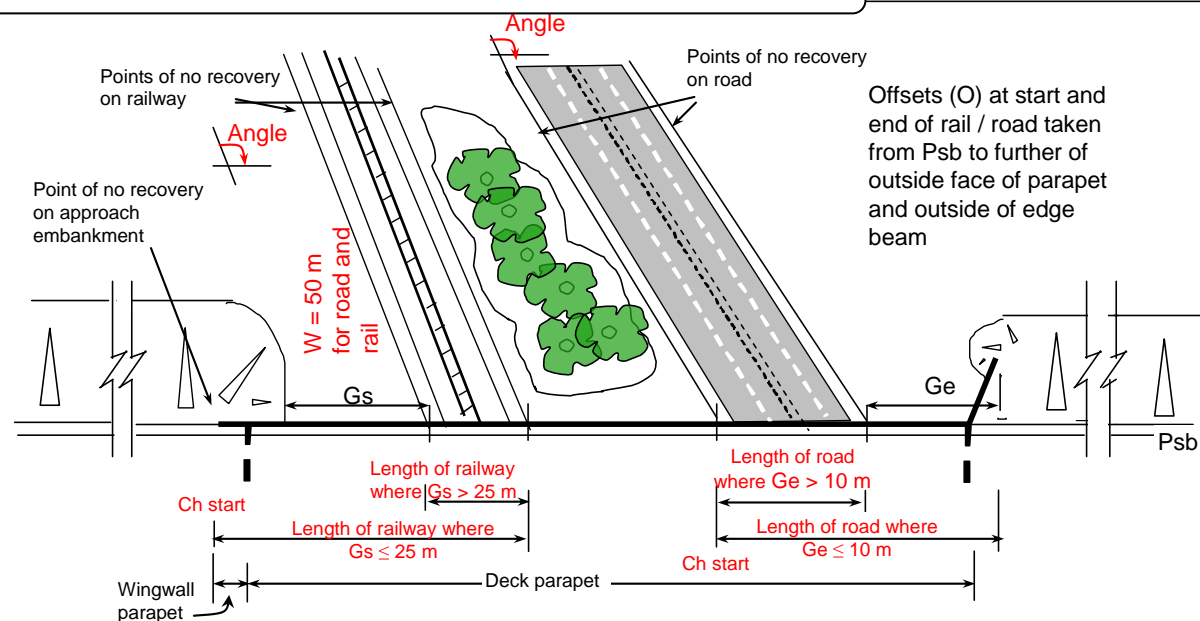 Angle
Points of no recovery
on railway
Points of no recovery
on road
Offsets (O) at start and
end of rail / road taken
from Psb to further of
outside face of parapet
and outside of edge
beam
Angle
Point of no recovery
on approach
embankment
W = 50 m
for road and
rail
Gs
Ge
Psb
Length of railway
where Gs > 25 m
Length of road
where Ge > 10 m
Ch start
Length of railway where
Gs ≤ 25 m
Length of road where
Ge ≤ 10 m
Ch start
Wingwall
parapet
Deck parapet